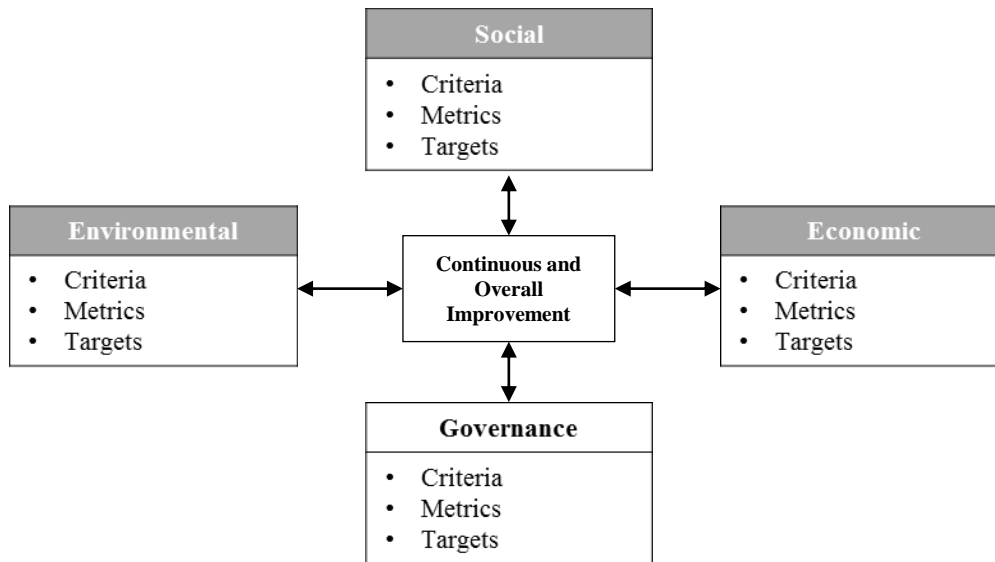 Social
• Criteria
• Metrics
• Targets
Environmental
• Criteria
• Metrics
• Targets
Continuous and
Overall
Improvement
Economic
• Criteria
• Metrics
• Targets
Governance
• Criteria
• Metrics
• Targets